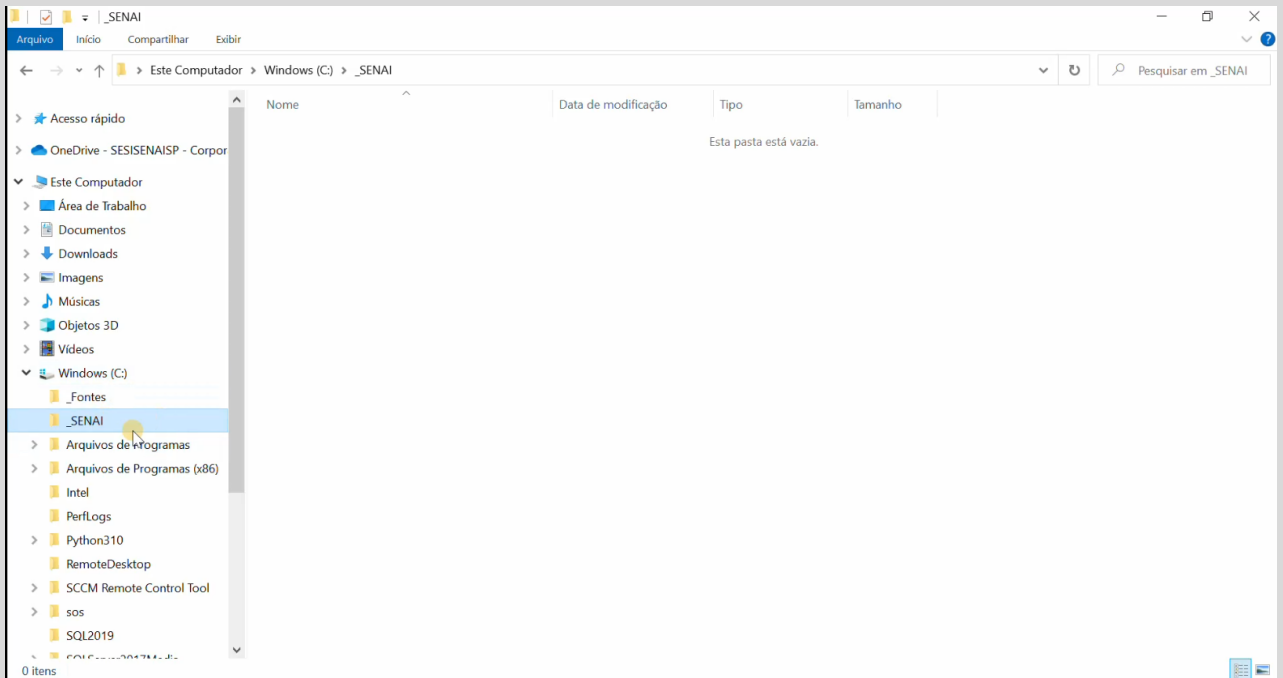 _SENAI
Arquivo Início Compartilhar Exibir
Este Computador > Windows (C:) > _SENAI
Pesquisar em _SENAI
Nome Data de modificação Tipo Tamanho
Esta pasta está vazia.
Acesso rápido
OneDrive - SESISENAISP - Corpor
Este Computador
Área de Trabalho
Documentos
Downloads
Imagens
Músicas
Objetos 3D
Vídeos
Windows (C:)
_Fontes
_SENAI
Arquivos de Programas
Arquivos de Programas (x86)
Intel
PerfLogs
Python310
RemoteDesktop
SCCM Remote Control Tool
sos
SQL2019
0 itens